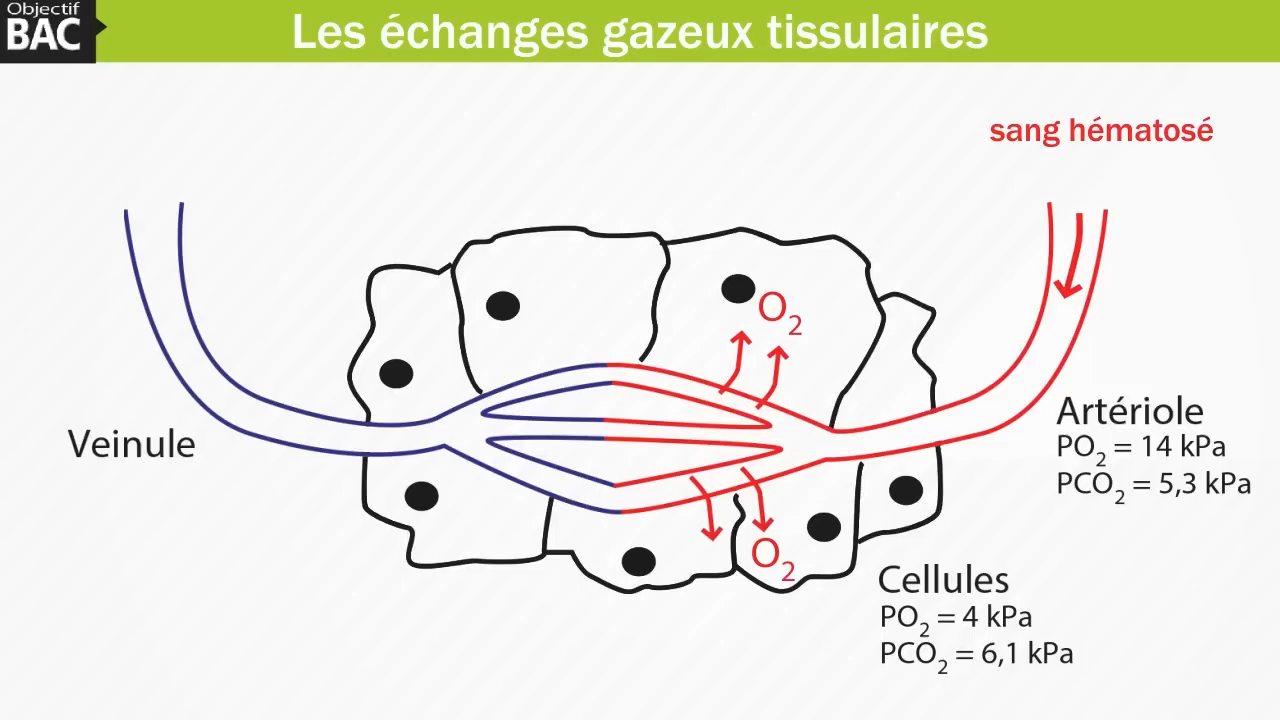 Objectif
BAC
Les échanges gazeux tissulaires
sang hématosé
O₂
Veinule
Artériole
PO₂ = 14 kPa
PCO₂ = 5,3 kPa
O₂
Cellules
PO₂ = 4 kPa
PCO₂ = 6,1 kPa